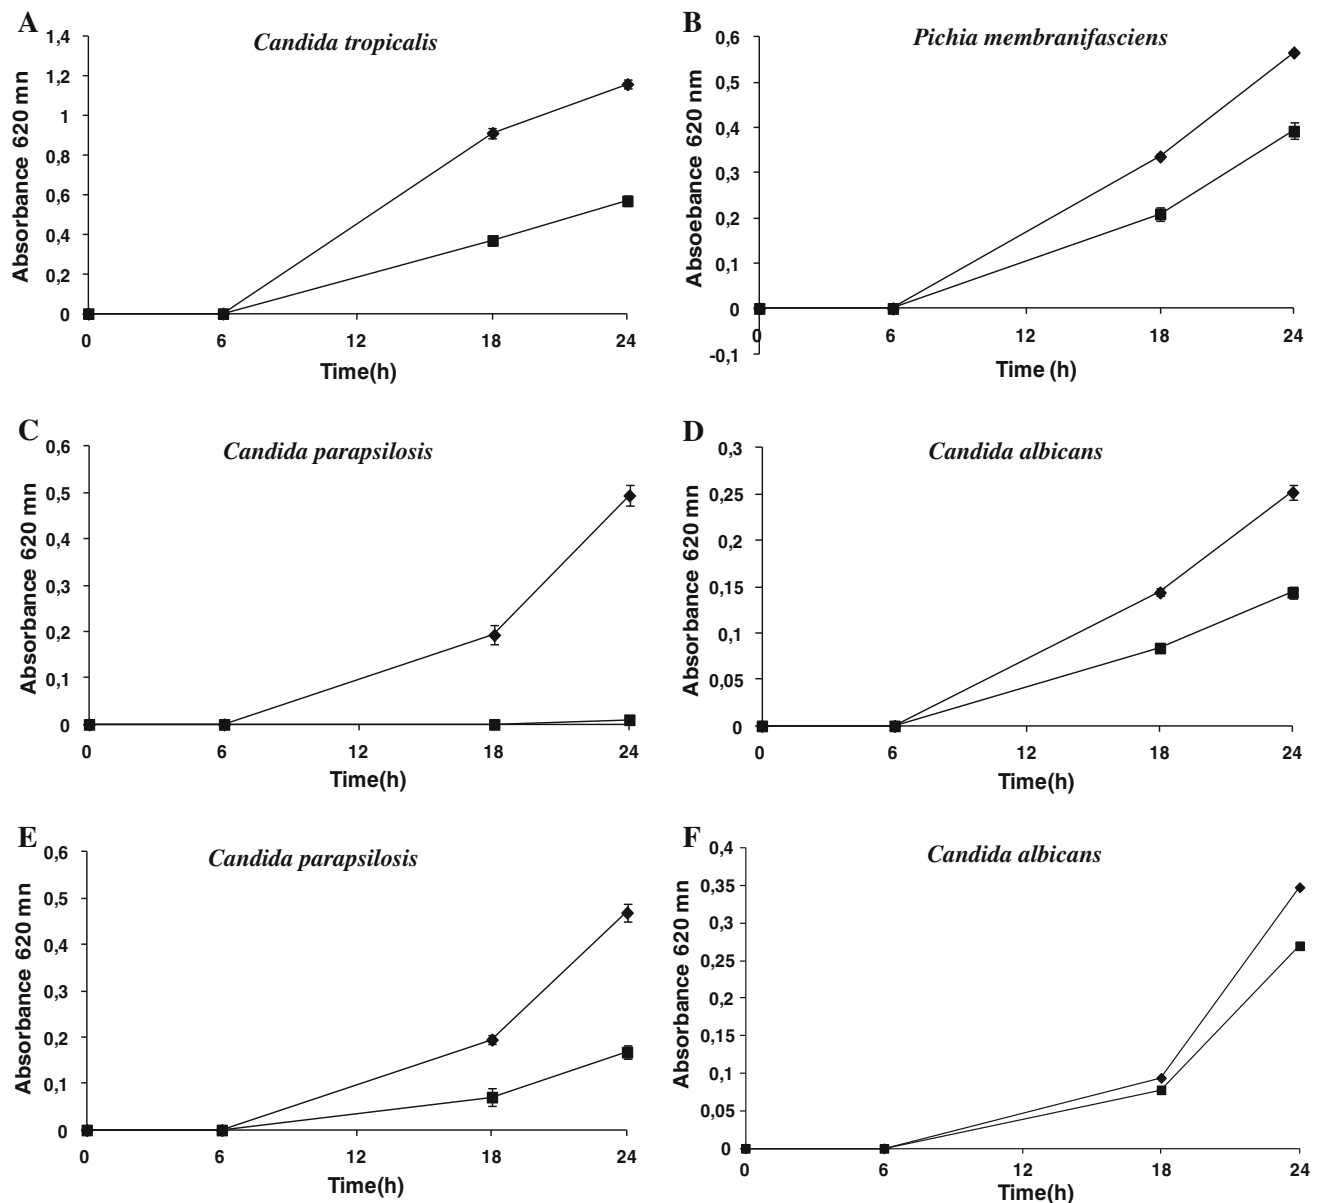 A
Candida tropicalis
Absorbance 620 mn
1,4
1,2
1
0,8
0,6
0,4
0,2
0
0 6 12 18 24
Time(h)
B
Pichia membranifasciens
Absoebance 620 nm
0,6
0,5
0,4
0,3
0,2
0,1
0
-0,1
0 6 12 18 24
Time (h)
C
Candida parapsilosis
Absorbance 620 mn
0,6
0,5
0,4
0,3
0,2
0,1
0
0 6 12 18 24
Time(h)
D
Candida albicans
Absorbance 620 mn
0,3
0,25
0,2
0,15
0,1
0,05
0
0 6 12 18 24
Time(h)
E
Candida parapsilosis
Absorbance 620 mn
0,6
0,5
0,4
0,3
0,2
0,1
0
0 6 12 18 24
Time(h)
F
Candida albicans
Absorbance 620 mn
0,4
0,35
0,3
0,25
0,2
0,15
0,1
0,05
0
0 6 12 18 24
Time(h)